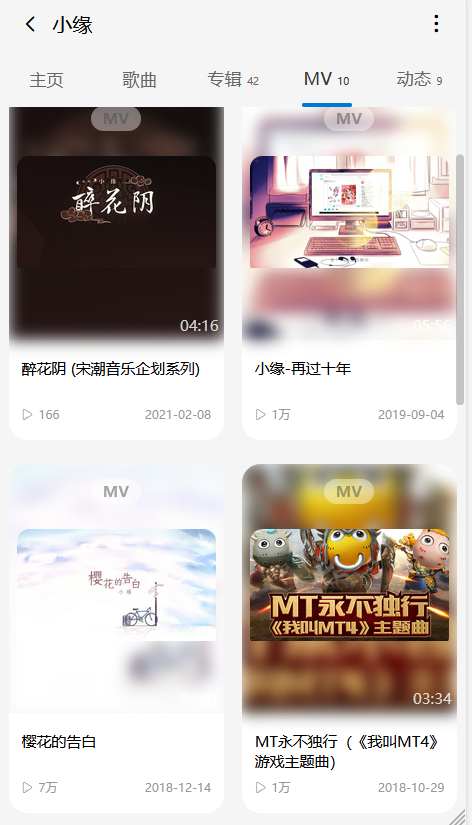 小缘
主页 歌曲 专辑 42 MV 10 动态 9
MV
小缘
醉花阴
04:16
醉花阴 (宋潮音乐企划系列)
166 2021-02-08
MV
05:56
小缘-再过十年
1万 2019-09-04
MV
樱花的告白
小缘
樱花的告白
7万 2018-12-14
MV
MT永不独行
《我叫MT4》主题曲
03:34
MT永不独行（《我叫MT4》
游戏主题曲）
1万 2018-10-29